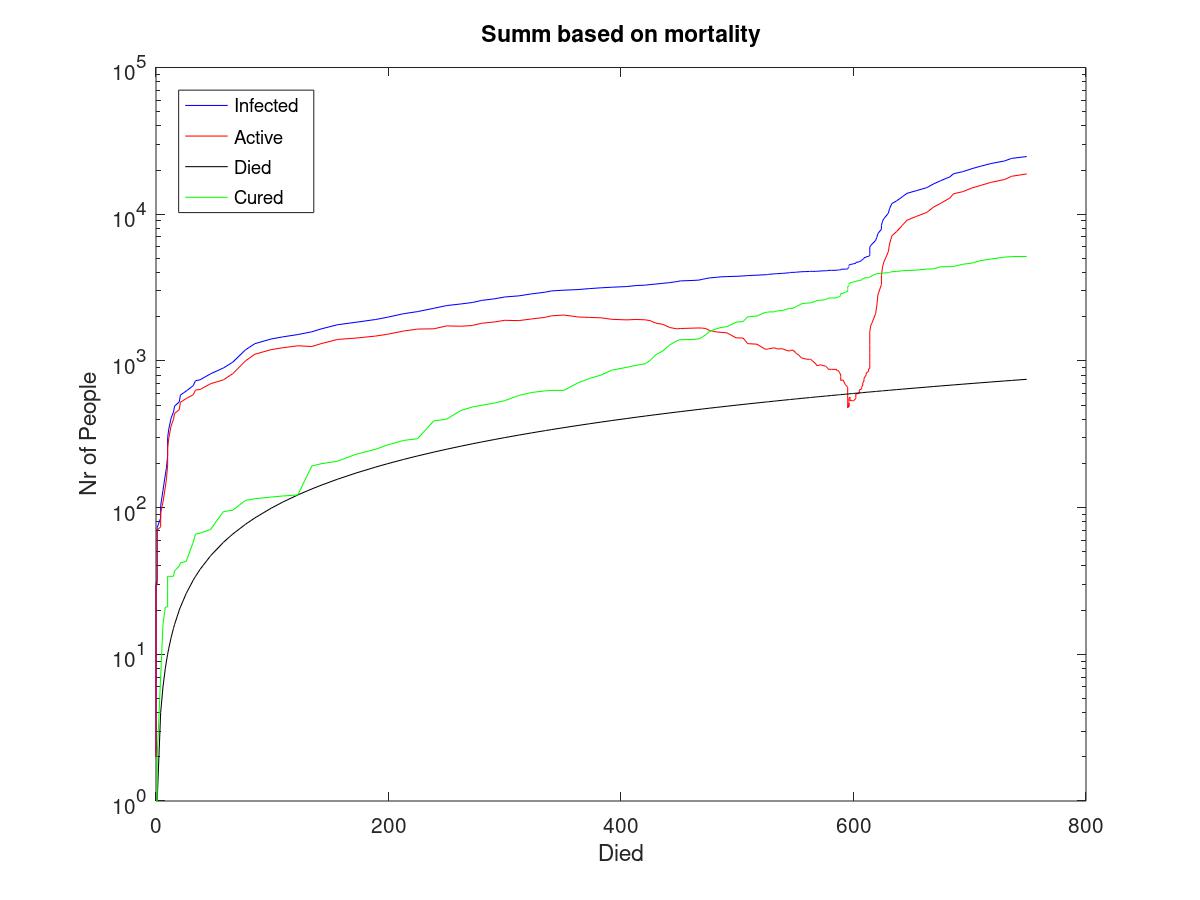 Summ based on mortality
10^5
10^4
10^3
10^2
10^1
10^0
Nr of People
Infected
Active
Died
Cured
0 200 400 600 800
Died